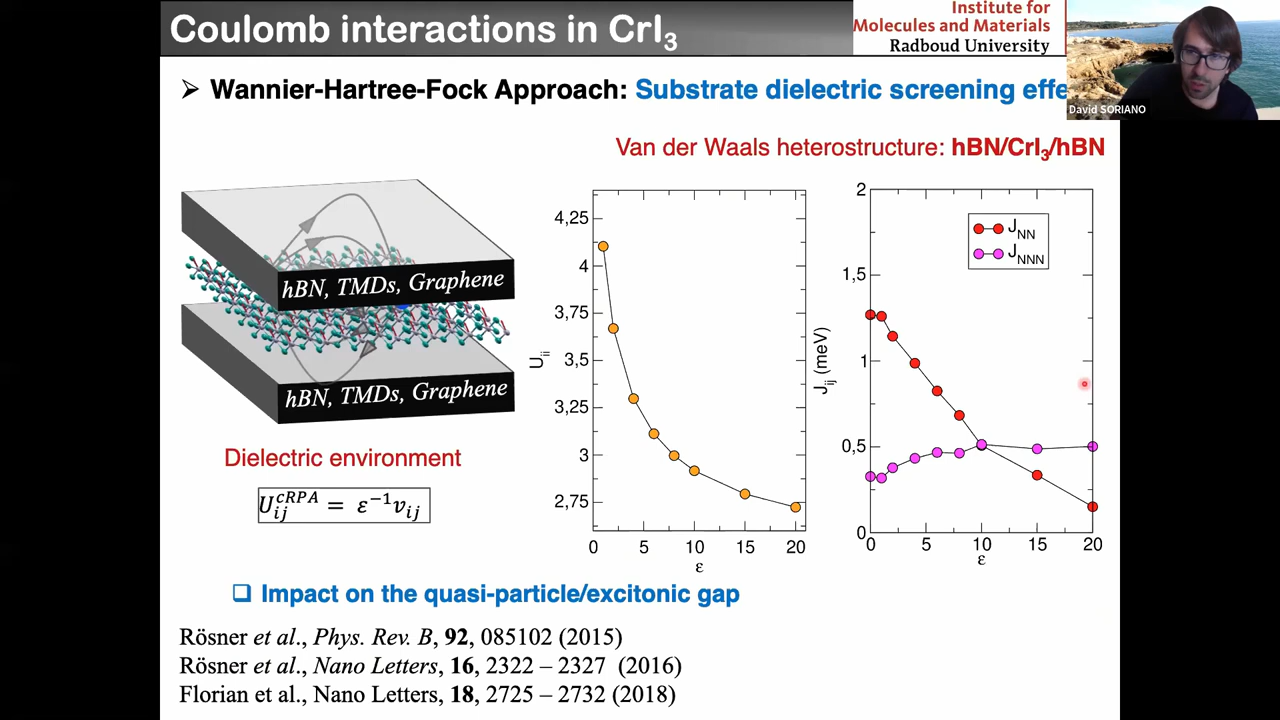 Coulomb interactions in CrI3
Institute for
Molecules and Materials
Radboud University
David SORIANO
➢ Wannier-Hartree-Fock Approach: Substrate dielectric screening effe
Van der Waals heterostructure: hBN/CrI3/hBN
hBN, TMDs, Graphene
hBN, TMDs, Graphene
Dielectric environment
U_ij^cRPA = ε^-1 v_ij
4,25
4
3,75
3,5
3,25
3
2,75
U_ii
0 5 10 15 20
ε
2
1,5
1
0,5
0
J_ij (meV)
J_NN
J_NNN
0 5 10 15 20
ε
❑ Impact on the quasi-particle/excitonic gap
Rösner et al., Phys. Rev. B, 92, 085102 (2015)
Rösner et al., Nano Letters, 16, 2322 – 2327 (2016)
Florian et al., Nano Letters, 18, 2725 – 2732 (2018)